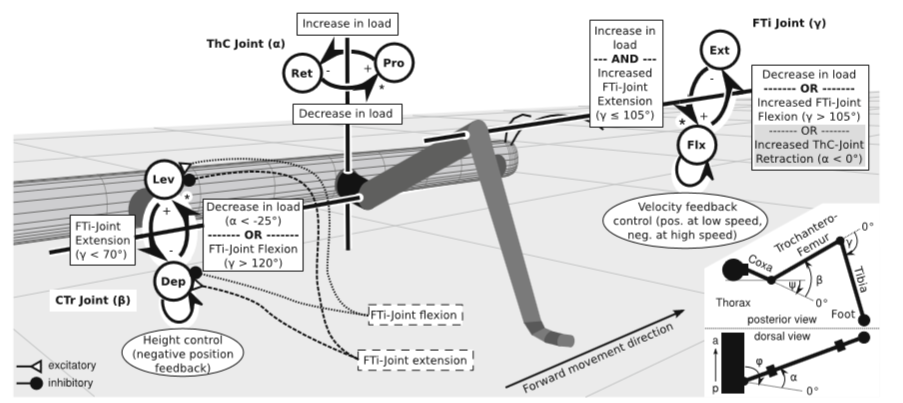 Increase in load
ThC Joint (α)
Ret
Pro
-
+
*
Decrease in load
Increase in
load
--- AND ---
Increased
FTi-Joint
Extension
(γ ≤ 105°)
FTi Joint (γ)
Ext
-
*
+
Flx
Decrease in load
------- OR -------
Increased FTi-Joint
Flexion (γ > 105°)
------- OR -------
Increased ThC-Joint
Retraction (α < 0°)
Velocity feedback
control (pos. at low speed,
neg. at high speed)
Lev
*
+
-
Dep
FTi-Joint
Extension
(γ < 70°)
Decrease in load
(α < -25°)
------- OR -------
FTi-Joint Flexion
(γ > 120°)
CTr Joint (β)
Height control
(negative position
feedback)
FTi-Joint flexion
FTi-Joint extension
excitatory
inhibitory
Forward movement direction
Trochantero-
Femur
0°
γ
Coxa
ψ
β
0°
Tibia
Thorax
Foot
posterior view
dorsal view
a
p
φ
α
0°